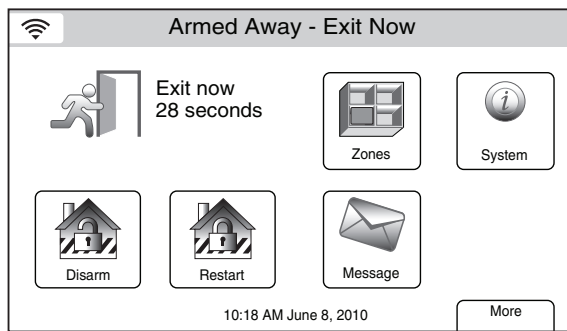 Armed Away - Exit Now
Exit now
28 seconds
Zones
System
Disarm
Restart
Message
10:18 AM June 8, 2010
More